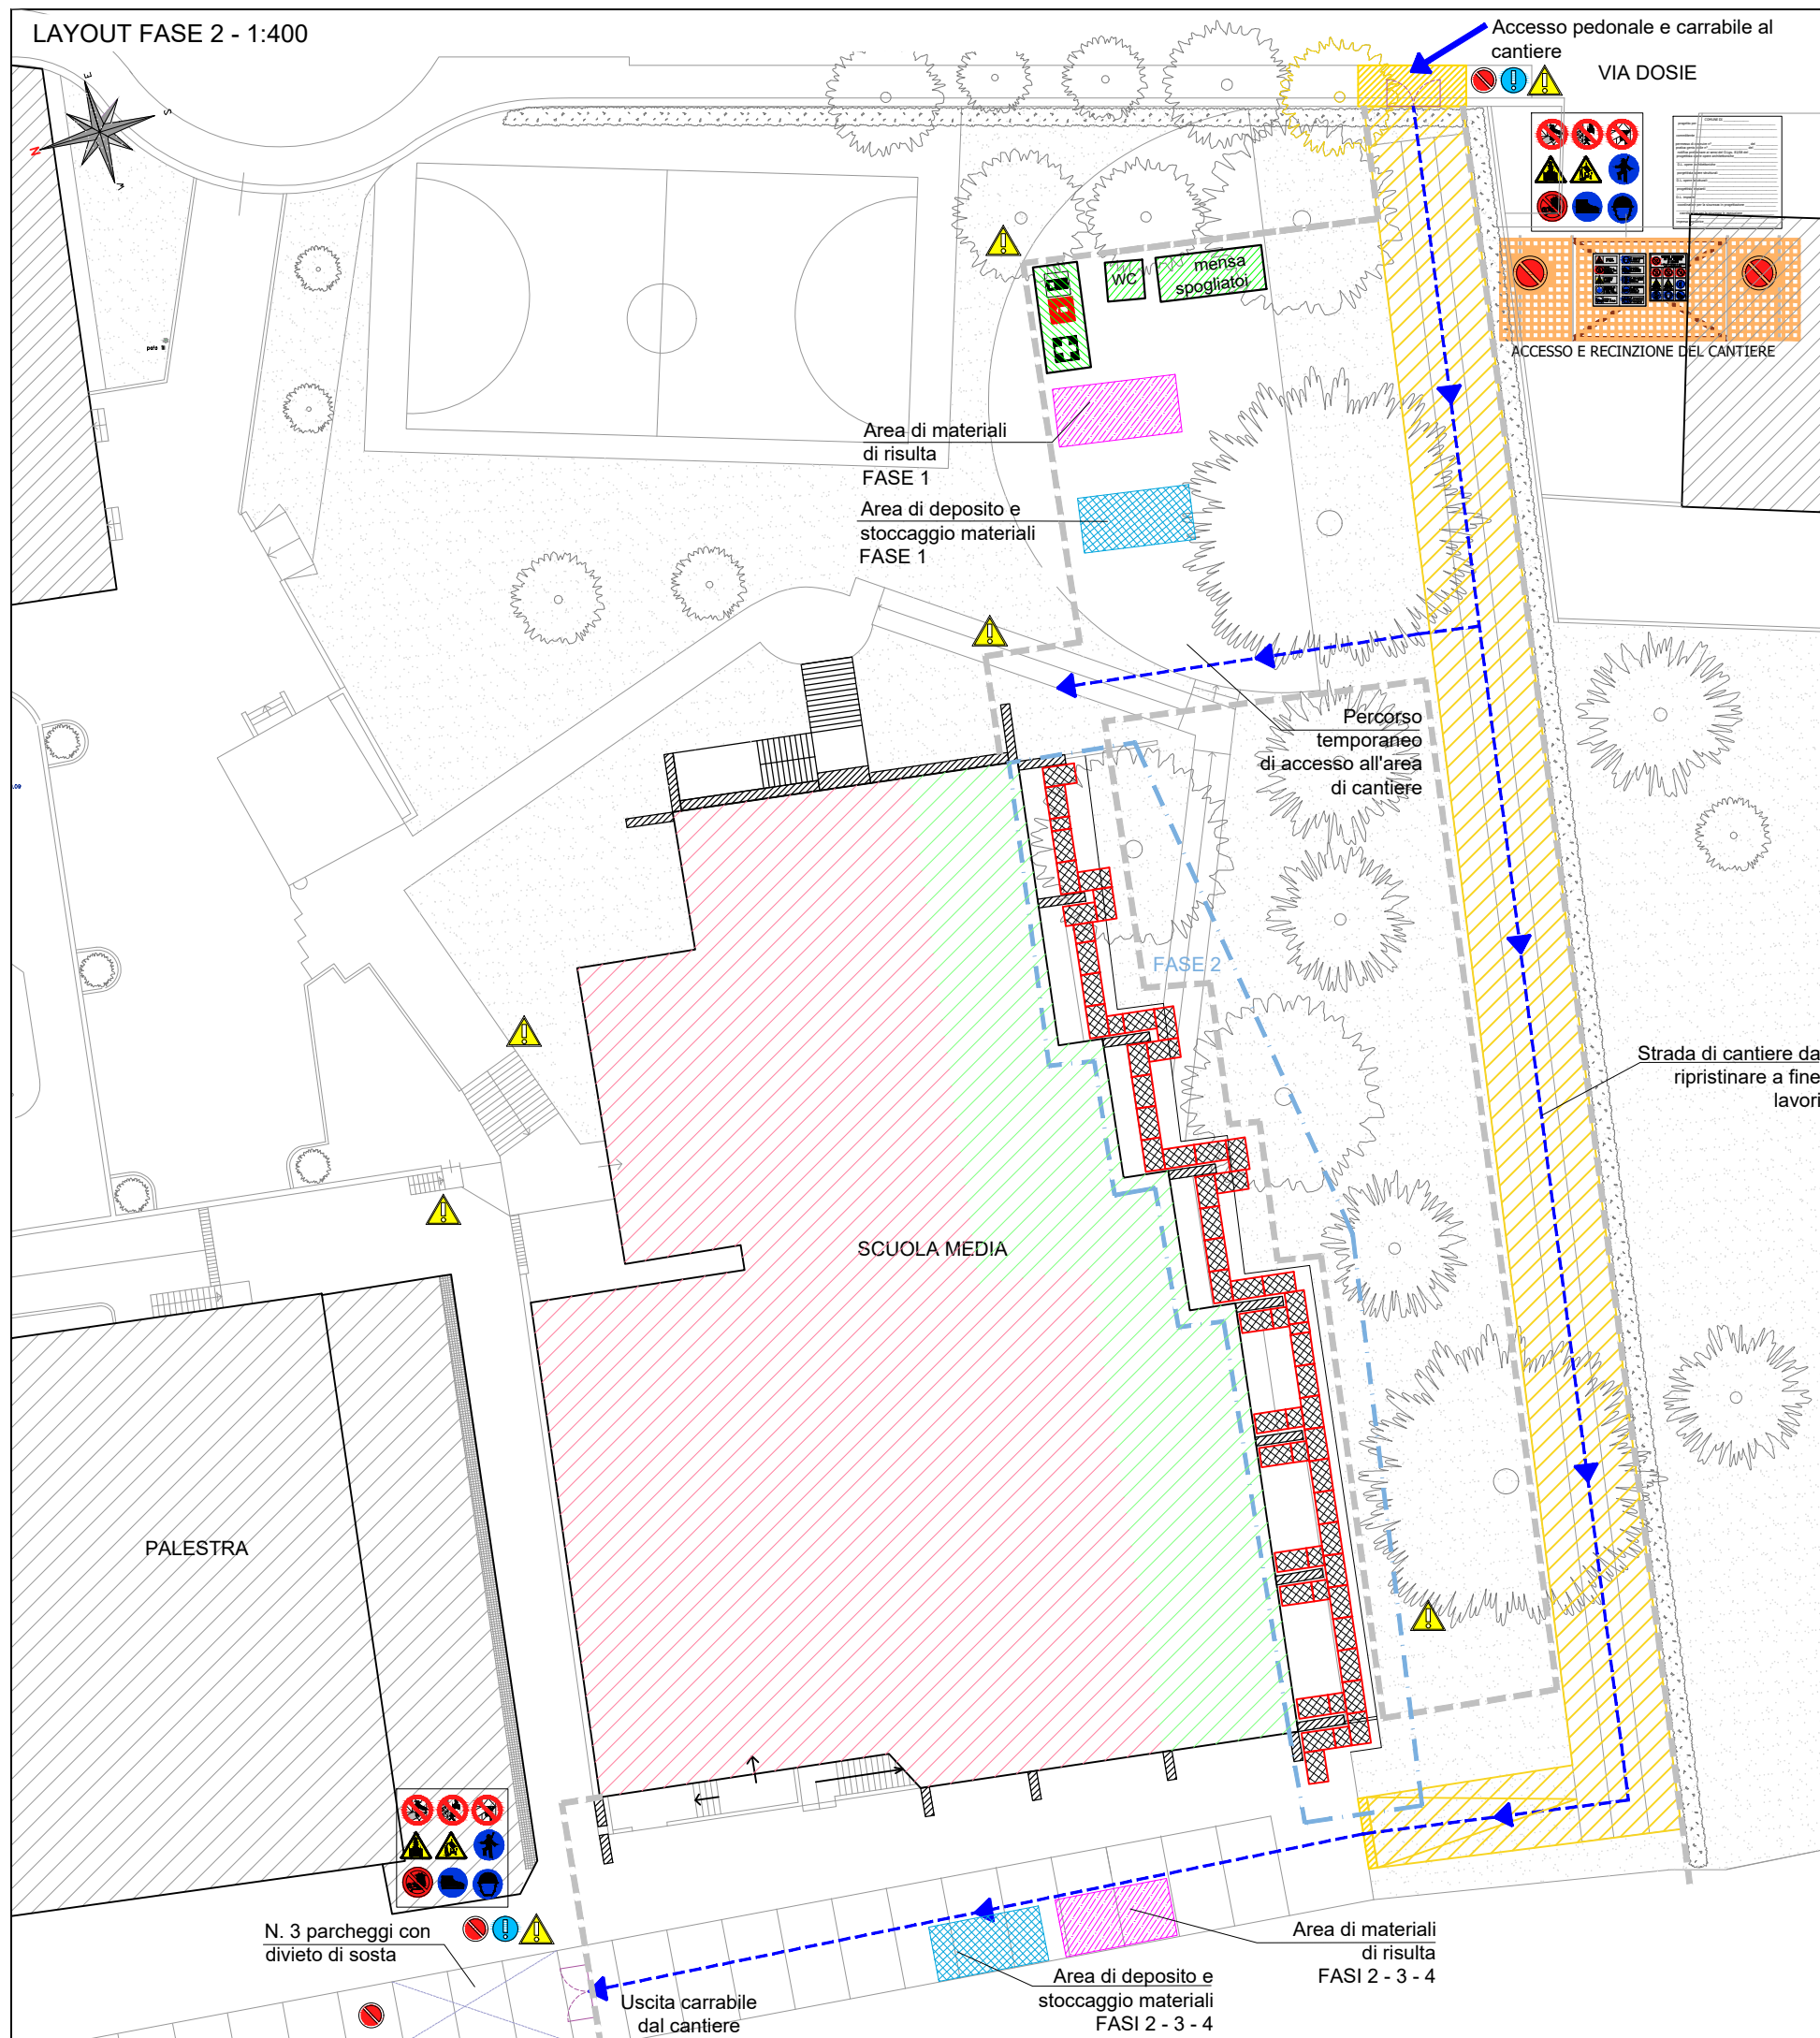 LAYOUT FASE 2 - 1:400
Accesso pedonale e carrabile al
cantiere
VIA DOSIE
E
S
N
COMUNE DI
WC
mensa
spogliatoi
ACCESSO E RECINZIONE DEL CANTIERE
Area di materiali
di risulta
FASE 1
Area di deposito e
stoccaggio materiali
FASE 1
Percorso
temporaneo
di accesso all'area
di cantiere
FASE 2
Strada di cantiere da
ripristinare a fine
lavori
SCUOLA MEDIA
PALESTRA
N. 3 parcheggi con
divieto di sosta
Area di materiali
di risulta
FASI 2 - 3 - 4
Area di deposito e
stoccaggio materiali
FASI 2 - 3 - 4
Uscita carrabile
dal cantiere